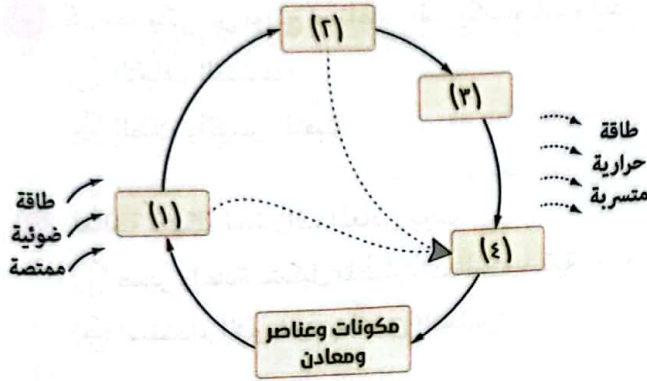 (٢)
(٣)
طاقة
حرارية
متسربة
طاقة
ضوئية
ممتصة
(١)
(٤)
مكونات وعناصر
ومعادن